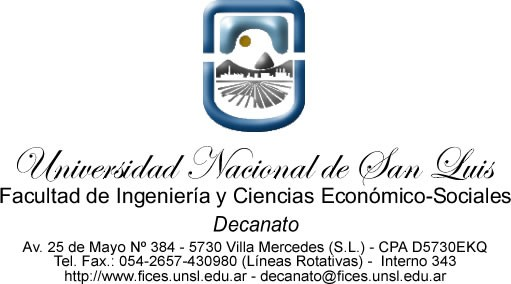 Universidad Nacional de San Luis
Facultad de Ingeniería y Ciencias Económico-Sociales
Decanato
Av. 25 de Mayo Nº 384 - 5730 Villa Mercedes (S.L.) - CPA D5730EKQ
Tel. Fax.: 054-2657-430980 (Líneas Rotativas) - Interno 343
http://www.fices.unsl.edu.ar - decanato@fices.unsl.edu.ar